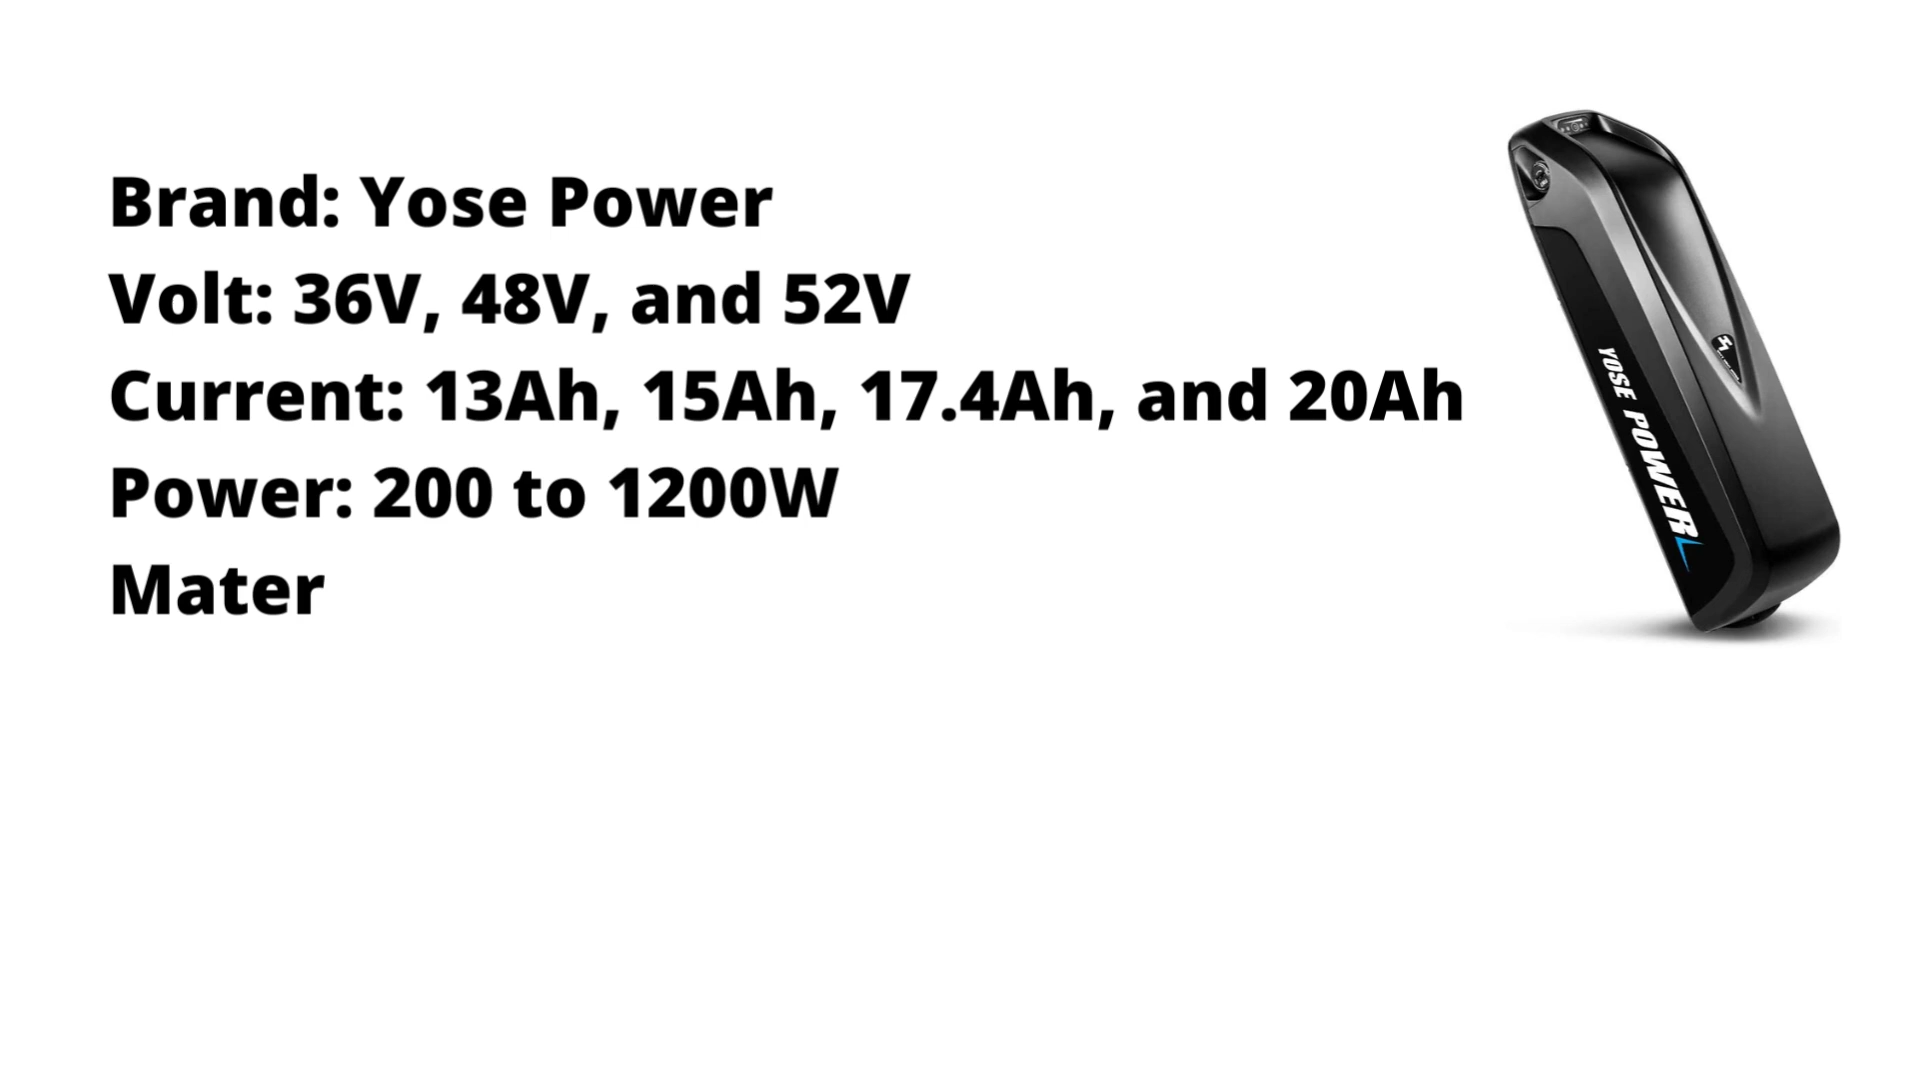 Brand: Yose Power
Volt: 36V, 48V, and 52V
Current: 13Ah, 15Ah, 17.4Ah, and 20Ah
Power: 200 to 1200W
Mater
YOSE POWER